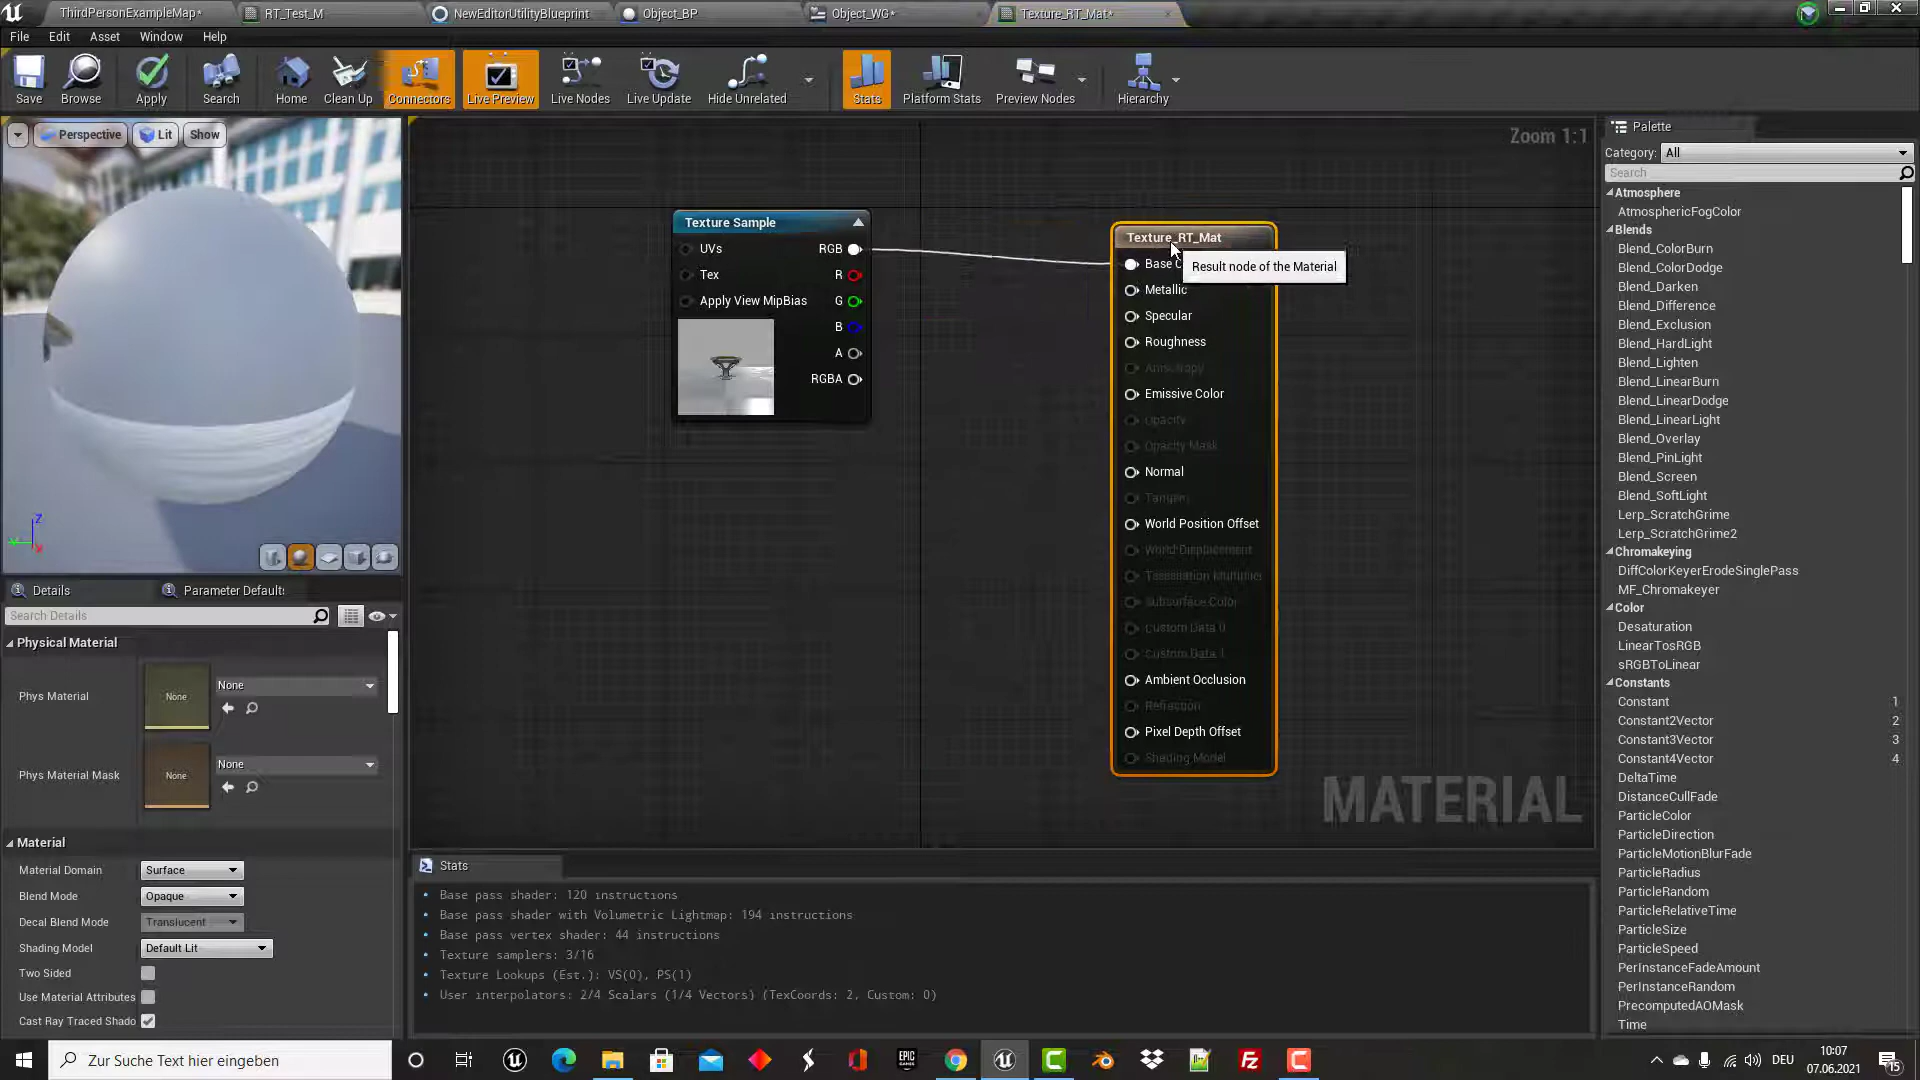 ThirdPersonExampleMap*
RT_Test_M
NewEditorUtilityBlueprint
Object_BP
Object_WG*
Texture_RT_Mat*
File Edit Asset Window Help
Save
Browse
Apply
Search
Home
Clean Up
Connectors
Live Preview
Live Nodes
Live Update
Hide Unrelated
Stats
Platform Stats
Preview Nodes
Hierarchy
Perspective
Lit
Show
Z
Details
Parameter Defaults
Search Details
Physical Material
Phys Material
None
None
Phys Material Mask
None
None
Material
Material Domain Surface
Blend Mode Opaque
Decal Blend Mode Translucent
Shading Model Default Lit
Two Sided
Use Material Attributes
Cast Ray Traced Shado
Zoom 1:1
Texture Sample
UVs RGB
Tex R
Apply View MipBias G
B
A
RGBA
Texture_RT_Mat
Base C
Result node of the Material
Metallic
Specular
Roughness
Anisotropy
Emissive Color
Opacity
Opacity Mask
Normal
Tangent
World Position Offset
World Displacement
Tessellation Multiplier
Subsurface Color
Custom Data 0
Custom Data 1
Ambient Occlusion
Refraction
Pixel Depth Offset
Shading Model
MATERIAL
Stats
Base pass shader: 120 instructions
Base pass shader with Volumetric Lightmap: 194 instructions
Base pass vertex shader: 44 instructions
Texture samplers: 3/16
Texture Lookups (Est.): VS(0), PS(1)
User interpolators: 2/4 Scalars (1/4 Vectors) (TexCoords: 2, Custom: 0)
Palette
Category: All
Search
Atmosphere
AtmosphericFogColor
Blends
Blend_ColorBurn
Blend_ColorDodge
Blend_Darken
Blend_Difference
Blend_Exclusion
Blend_HardLight
Blend_Lighten
Blend_LinearBurn
Blend_LinearDodge
Blend_LinearLight
Blend_Overlay
Blend_PinLight
Blend_Screen
Blend_SoftLight
Lerp_ScratchGrime
Lerp_ScratchGrime2
Chromakeying
DiffColorKeyerErodeSinglePass
MF_Chromakeyer
Color
Desaturation
LinearTosRGB
sRGBToLinear
Constants
Constant 1
Constant2Vector 2
Constant3Vector 3
Constant4Vector 4
DeltaTime
DistanceCullFade
ParticleColor
ParticleDirection
ParticleMotionBlurFade
ParticleRadius
ParticleRandom
ParticleRelativeTime
ParticleSize
ParticleSpeed
PerInstanceFadeAmount
PerInstanceRandom
PrecomputedAOMask
Time
Zur Suche Text hier eingeben
EPIC
DEU
10:07
07.06.2021
15